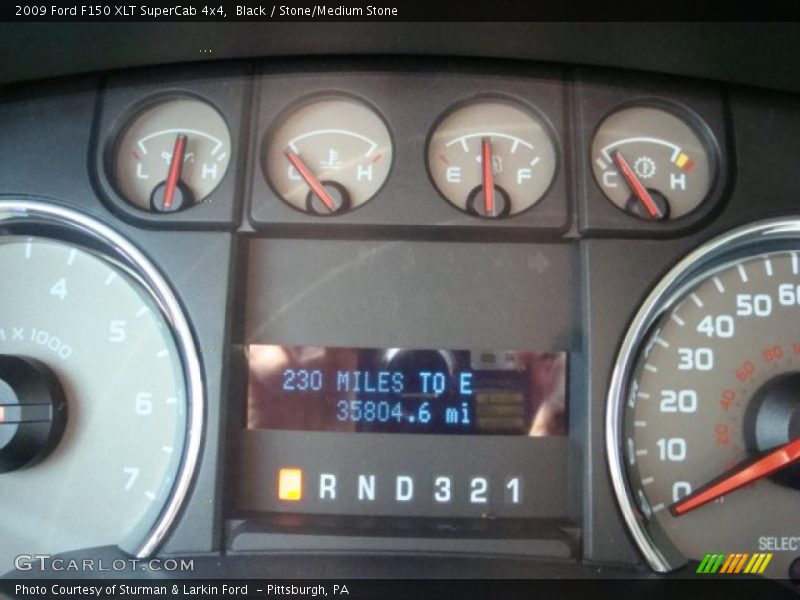 2009 Ford F150 XLT SuperCab 4x4,  Black / Stone/Medium Stone
L H
C H
E F
C H
4
5
6
7
X 1000
230 MILES TO E
35804.6 mi
P R N D 3 2 1
0 10 20 30 40 50 60
20 40 60 80
SELECT
GTCARLOT.COM
Photo Courtesy of Sturman & Larkin Ford  - Pittsburgh, PA